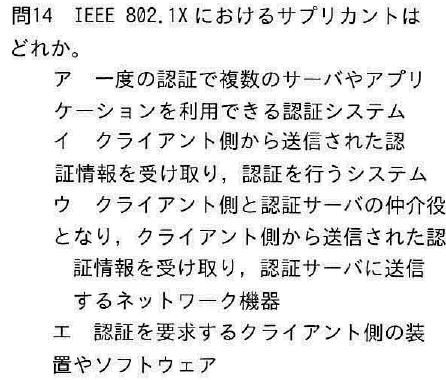 問14　IEEE 802.1Xにおけるサプリカントは
どれか。
ア　一度の認証で複数のサーバやアプリ
ケーションを利用できる認証システム
イ　クライアント側から送信された認
証情報を受け取り，認証を行うシステム
ウ　クライアント側と認証サーバの仲介役
となり，クライアント側から送信された認
証情報を受け取り，認証サーバに送信
するネットワーク機器
エ　認証を要求するクライアント側の装
置やソフトウェア